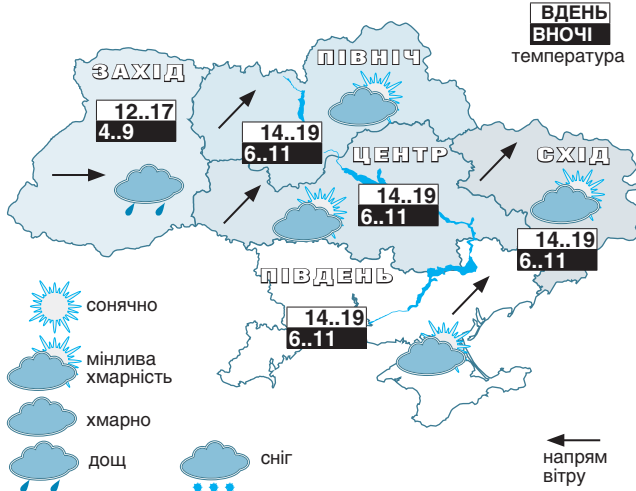 ВДЕНЬ
ВНОЧІ
температура
ПІВНІЧ
ЗАХІД
12..17
4..9
14..19
6..11
ЦЕНТР
СХІД
14..19
6..11
14..19
6..11
ПІВДЕНЬ
14..19
6..11
сонячно
мінлива
хмарність
хмарно
дощ
сніг
напрям
вітру